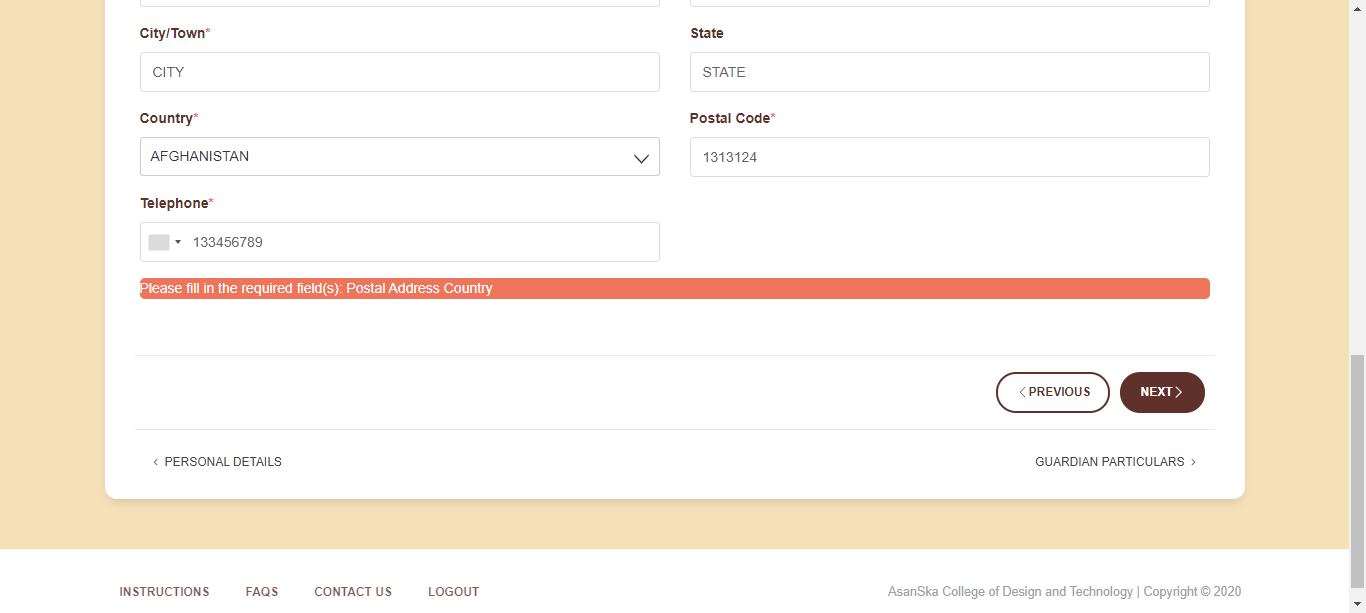 City/Town* State
CITY STATE
Country* Postal Code*
AFGHANISTAN 1313124
Telephone*
133456789
Please fill in the required field(s): Postal Address Country
PREVIOUS NEXT
PERSONAL DETAILS GUARDIAN PARTICULARS
INSTRUCTIONS FAQS CONTACT US LOGOUT AsanSka College of Design and Technology | Copyright © 2020